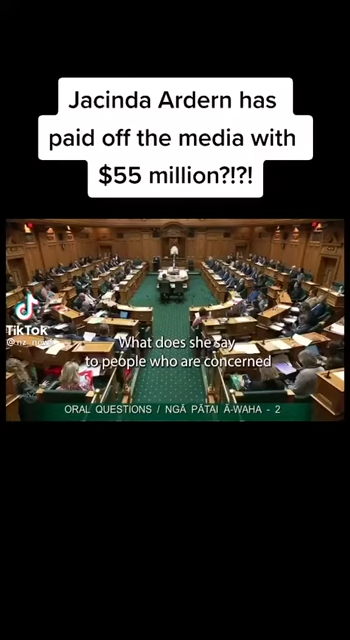 Jacinda Ardern has
paid off the media with
$55 million?!?!
What does she say
to people who are concerned
TikTok
ORAL QUESTIONS / NGĀ PĀTAI Ā-WAHA - 2